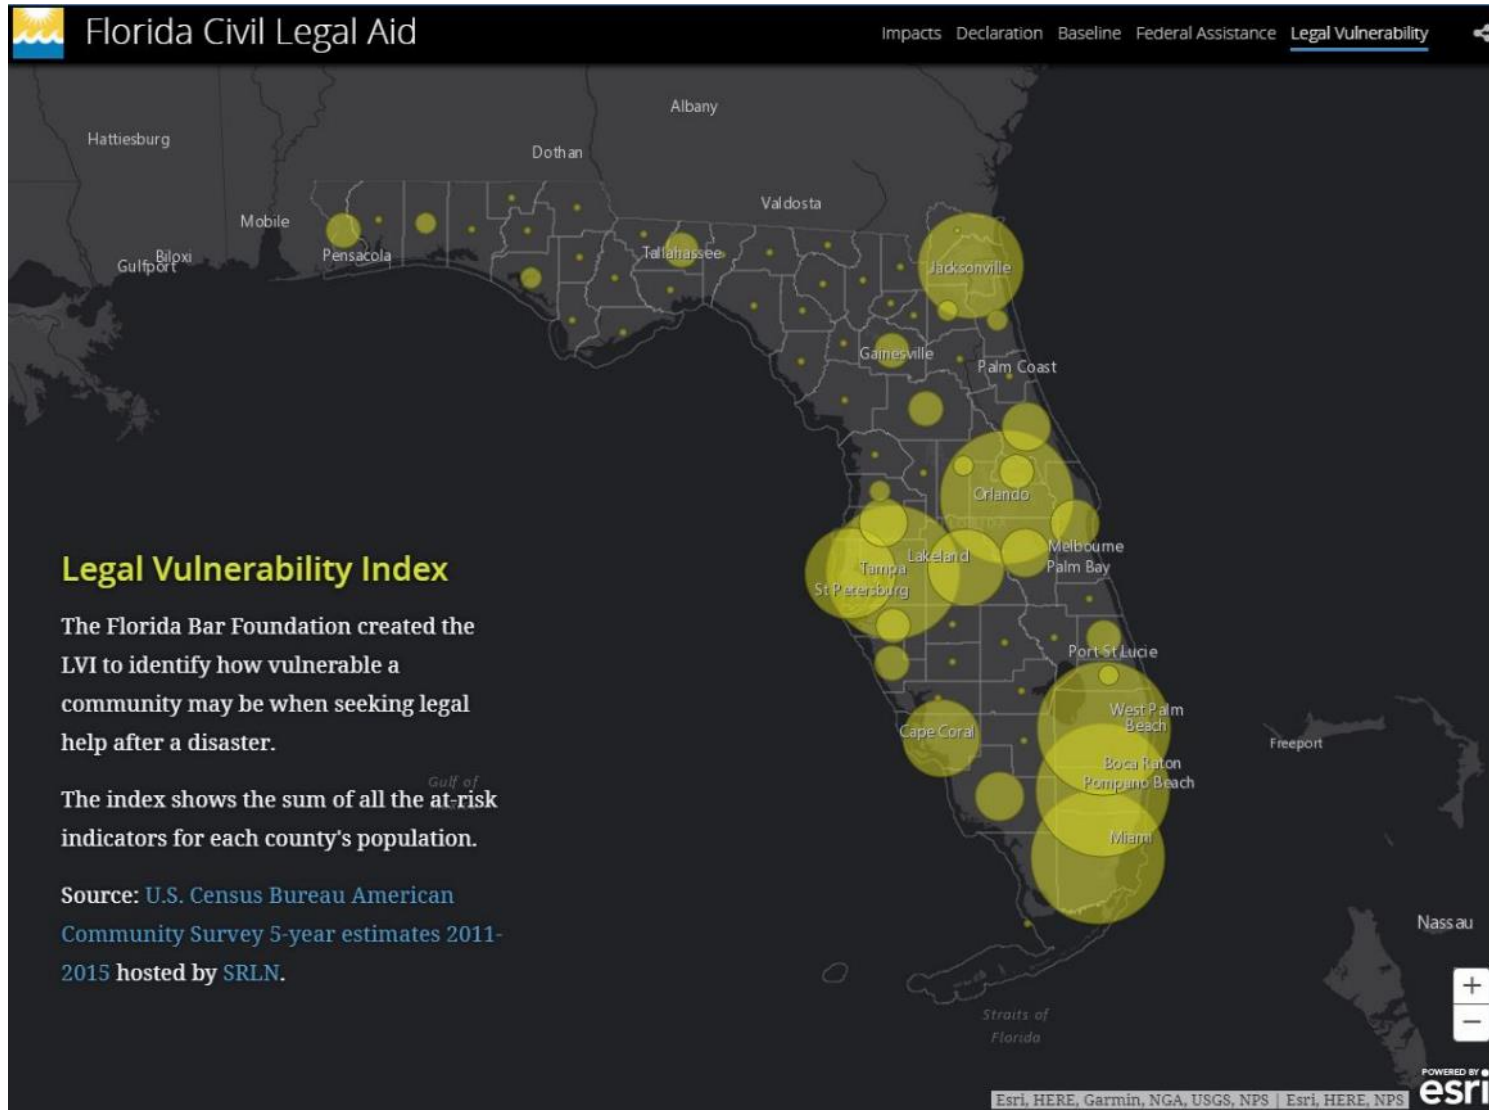 Florida Civil Legal Aid
Impacts Declaration Baseline Federal Assistance Legal Vulnerability
Albany
Hattiesburg
Dothan
Valdosta
Mobile
Biloxi
Gulfport
Pensacola
Tallahassee
Jacksonville
Gainesville
Palm Coast
Orlando
FLORIDA
Melbourne
Lakeland
Palm Bay
Tampa
St Petersburg
Port St Lucie
West Palm
Beach
Cape Coral
Freeport
Boca Raton
Pompano Beach
Miami
Nassau
Legal Vulnerability Index
The Florida Bar Foundation created the
LVI to identify how vulnerable a
community may be when seeking legal
help after a disaster.
Gulf of
The index shows the sum of all the at-risk
indicators for each county's population.
Source: U.S. Census Bureau American
Community Survey 5-year estimates 2011-
2015 hosted by SRLN.
Straits of
Florida
+
−
POWERED BY
esri
Esri, HERE, Garmin, NGA, USGS, NPS | Esri, HERE, NPS